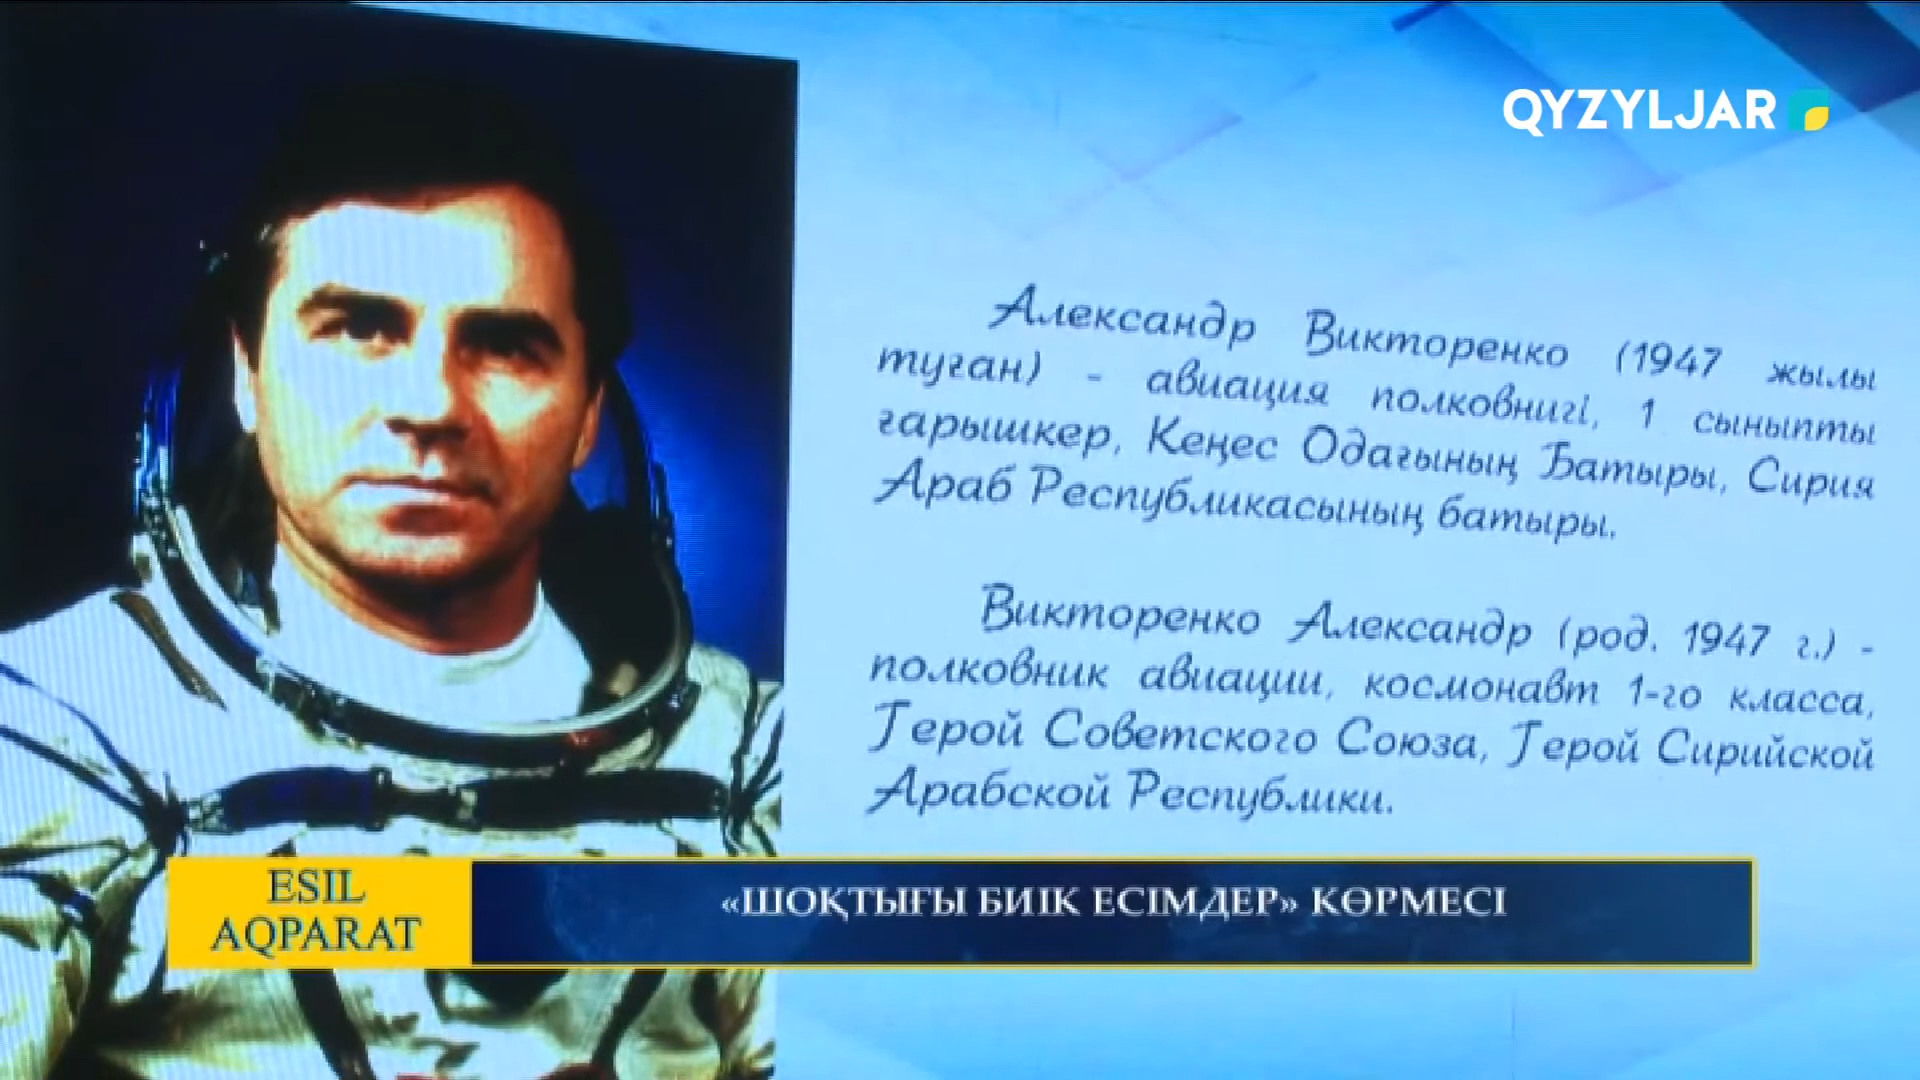 QYZYLJAR
Александр Викторенко (1947 жылы
туған) - авиация полковнигі, 1 сыныпты
ғарышкер, Кеңес Одағының Батыры, Сирия
Араб Республикасының батыры.
Викторенко Александр (род. 1947 г.) -
полковник авиации, космонавт 1-го класса,
Герой Советского Союза, Герой Сирийской
Арабской Республики.
ESIL
AQPARAT
«ШОҚТЫҒЫ БИІК ЕСІМДЕР» КӨРМЕСІ